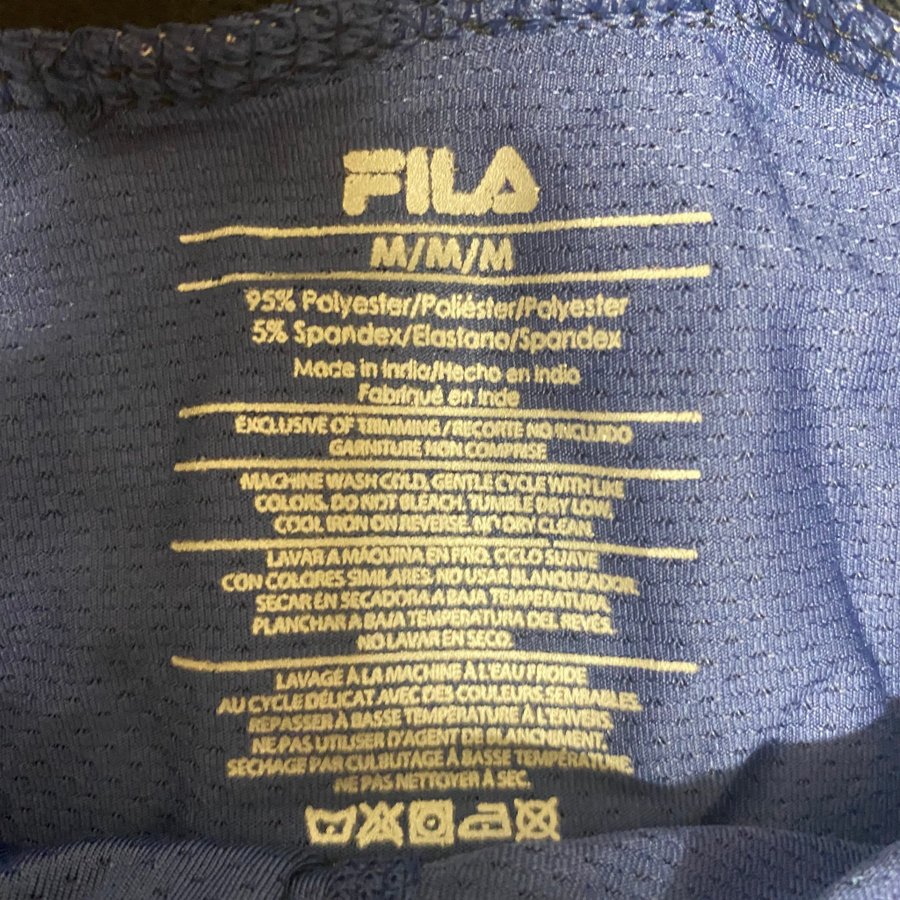 FILA
M/M/M
95% Polyester/Poliéster/Polyester
5% Spandex/Elastano/Spandex
Made in India/Hecho en India
Fabriqué en Inde
EXCLUSIVE OF TRIMMING / RECORTE NO INCLUIDO
GARNITURE NON COMPRISE
MACHINE WASH COLD, GENTLE CYCLE WITH LIKE
COLORS. DO NOT BLEACH. TUMBLE DRY LOW.
COOL IRON ON REVERSE. NO DRY CLEAN.
LAVAR A MÁQUINA EN FRIO. CICLO SUAVE
CON COLORES SIMILARES. NO USAR BLANQUEADOR.
SECAR EN SECADORA A BAJA TEMPERATURA.
PLANCHAR A BAJA TEMPERATURA DEL REVÉS.
NO LAVAR EN SECO.
LAVAGE À LA MACHINE À L'EAU FROIDE
AU CYCLE DÉLICAT AVEC DES COULEURS SEMBABLES.
REPASSER À BASSE TEMPÉRATURE À L'ENVERS.
NE PAS UTILISER D'AGENT DE BLANCHIMENT.
SÉCHAGE PAR CULBUTAGE À BASSE TEMPÉRATURE.
NE PAS NETTOYER À SEC.